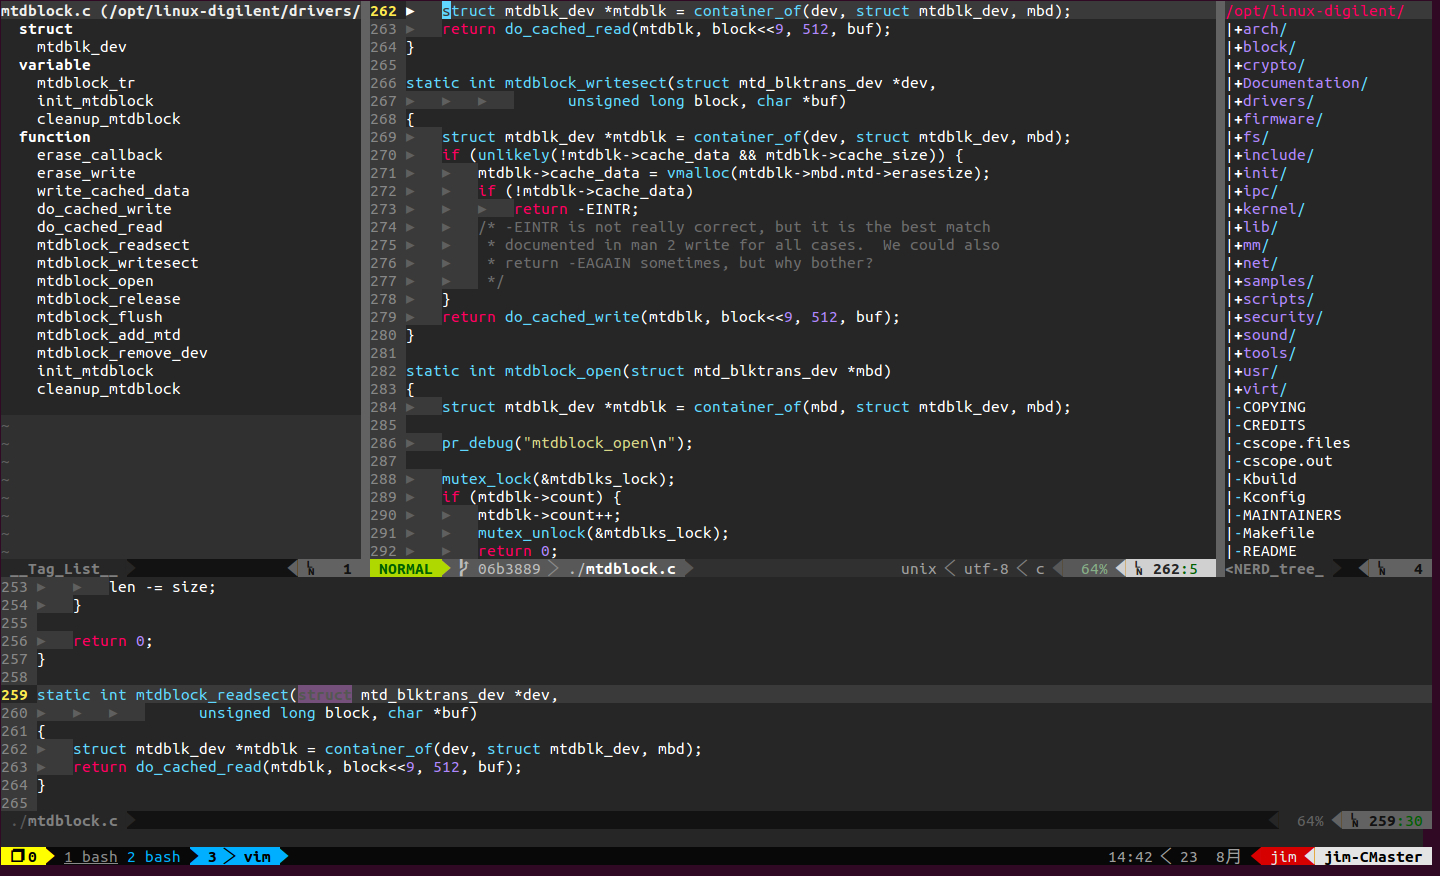 mtdblock.c (/opt/linux-digilent/drivers/
struct
mtdblk_dev
variable
mtdblock_tr
init_mtdblock
cleanup_mtdblock
function
erase_callback
erase_write
write_cached_data
do_cached_write
do_cached_read
mtdblock_readsect
mtdblock_writesect
mtdblock_open
mtdblock_release
mtdblock_flush
mtdblock_add_mtd
mtdblock_remove_dev
init_mtdblock
cleanup_mtdblock
~
~
~
~
~
~
~
~
__Tag_List__ LN 1
262 ▶ struct mtdblk_dev *mtdblk = container_of(dev, struct mtdblk_dev, mbd);
263 ▶ return do_cached_read(mtdblk, block<<9, 512, buf);
264 }
265
266 static int mtdblock_writesect(struct mtd_blktrans_dev *dev,
267 ▶ ▶ ▶ unsigned long block, char *buf)
268 {
269 ▶ struct mtdblk_dev *mtdblk = container_of(dev, struct mtdblk_dev, mbd);
270 ▶ if (unlikely(!mtdblk->cache_data && mtdblk->cache_size)) {
271 ▶ ▶ mtdblk->cache_data = vmalloc(mtdblk->mbd.mtd->erasesize);
272 ▶ ▶ if (!mtdblk->cache_data)
273 ▶ ▶ ▶ return -EINTR;
274 ▶ ▶ /* -EINTR is not really correct, but it is the best match
275 ▶ ▶ * documented in man 2 write for all cases.  We could also
276 ▶ ▶ * return -EAGAIN sometimes, but why bother?
277 ▶ ▶ */
278 ▶ }
279 ▶ return do_cached_write(mtdblk, block<<9, 512, buf);
280 }
281
282 static int mtdblock_open(struct mtd_blktrans_dev *mbd)
283 {
284 ▶ struct mtdblk_dev *mtdblk = container_of(mbd, struct mtdblk_dev, mbd);
285
286 ▶ pr_debug("mtdblock_open\n");
287
288 ▶ mutex_lock(&mtdblks_lock);
289 ▶ if (mtdblk->count) {
290 ▶ ▶ mtdblk->count++;
291 ▶ ▶ mutex_unlock(&mtdblks_lock);
292 ▶ ▶ return 0;
NORMAL 06b3889 ./mtdblock.c unix utf-8 c 64% LN 262:5
/opt/linux-digilent/
|+arch/
|+block/
|+crypto/
|+Documentation/
|+drivers/
|+firmware/
|+fs/
|+include/
|+init/
|+ipc/
|+kernel/
|+lib/
|+mm/
|+net/
|+samples/
|+scripts/
|+security/
|+sound/
|+tools/
|+usr/
|+virt/
|-COPYING
|-CREDITS
|-cscope.files
|-cscope.out
|-Kbuild
|-Kconfig
|-MAINTAINERS
|-Makefile
|-README
<NERD_tree_ LN 4
253 ▶ ▶ len -= size;
254 ▶ }
255
256 ▶ return 0;
257 }
258
259 static int mtdblock_readsect(struct mtd_blktrans_dev *dev,
260 ▶ ▶ ▶ unsigned long block, char *buf)
261 {
262 ▶ struct mtdblk_dev *mtdblk = container_of(dev, struct mtdblk_dev, mbd);
263 ▶ return do_cached_read(mtdblk, block<<9, 512, buf);
264 }
265
./mtdblock.c 64% LN 259:30
0 1 bash 2 bash 3 vim 14:42 23 8月 jim jim-CMaster